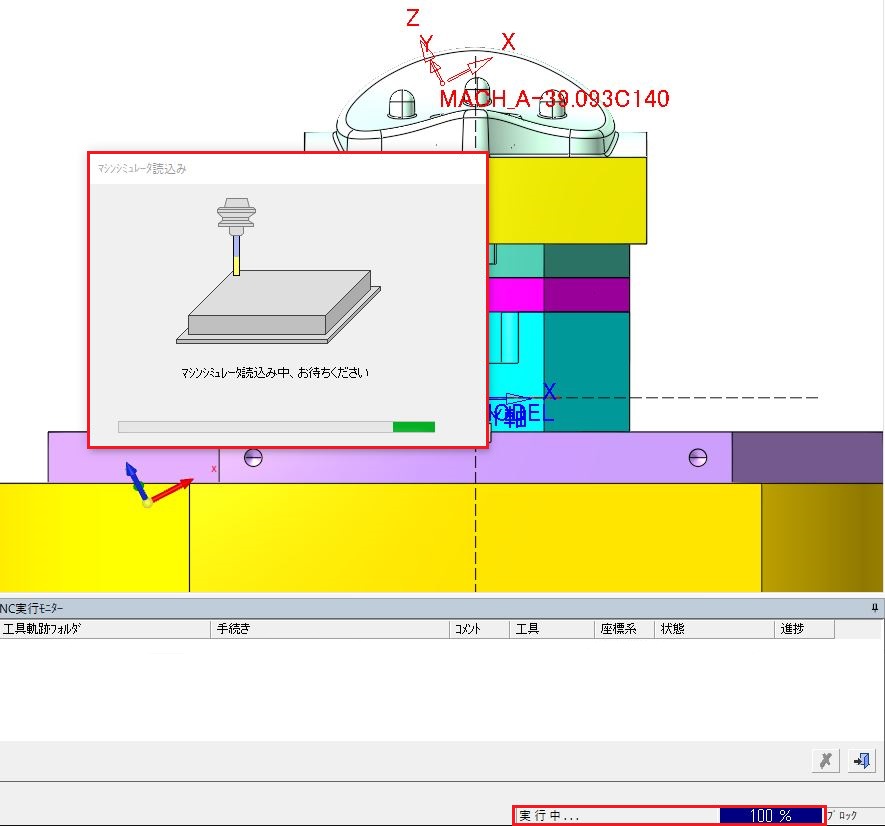 Z
Y
X
MACH_A-39.093C140
ﾏｼﾝｼﾐｭﾚｰﾀ読込み
ﾏｼﾝｼﾐｭﾚｰﾀ読込み中、お待ちください
X
MODEL
x
NC実行ﾓﾆﾀｰ
工具軌跡ﾌｫﾙﾀﾞ 手続き ｺﾒﾝﾄ 工具 座標系 状態 進捗
実行中... 100 % ﾌﾞﾛｯｸ